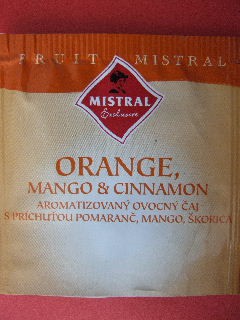 FRUIT MISTRAL
MISTRAL
Exclusive
ORANGE,
MANGO & CINNAMON
AROMATIZOVANÝ OVOCNÝ ČAJ
S PRÍCHUŤOU POMARANČ, MANGO, ŠKORICA